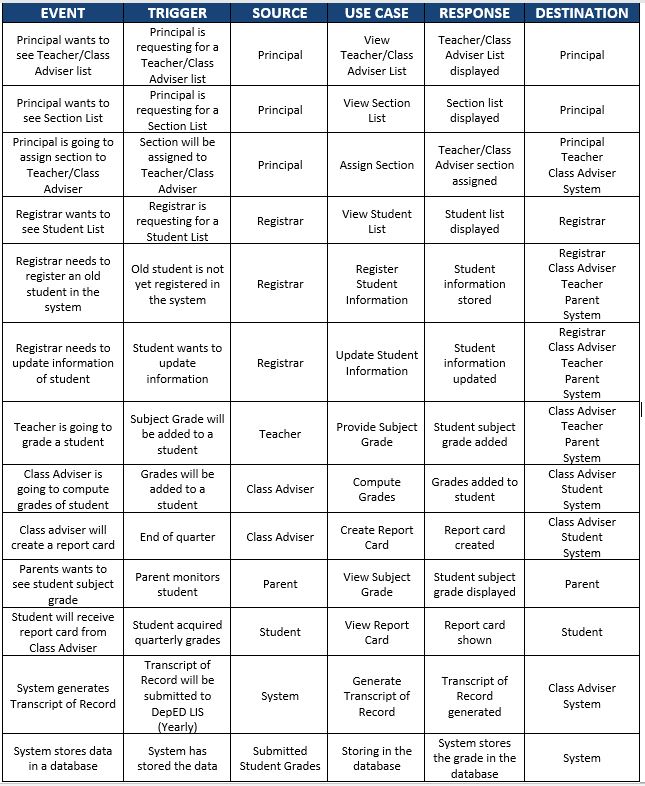 EVENT TRIGGER SOURCE USE CASE RESPONSE DESTINATION
Principal wants to
see Teacher/Class
Adviser list
Principal is
requesting for a
Teacher/Class
Adviser list
Principal
View
Teacher/Class
Adviser List
Teacher/Class
Adviser List
displayed
Principal
Principal wants to
see Section List
Principal is
requesting for a
Section List
Principal
View Section
List
Section list
displayed
Principal
Principal is going to
assign section to
Teacher/Class
Adviser
Section will be
assigned to
Teacher/Class
Adviser
Principal
Assign Section
Teacher/Class
Adviser section
assigned
Principal
Teacher
Class Adviser
System
Registrar wants to
see Student List
Registrar is
requesting for a
Student List
Registrar
View Student
List
Student list
displayed
Registrar
Registrar needs to
register an old
student in the
system
Old student is not
yet registered in
the system
Registrar
Register
Student
Information
Student
information
stored
Registrar
Class Adviser
Teacher
Parent
System
Registrar needs to
update information
of student
Student wants to
update
information
Registrar
Update Student
Information
Student
information
updated
Registrar
Class Adviser
Teacher
Parent
System
Teacher is going to
grade a student
Subject Grade will
be added to a
student
Teacher
Provide Subject
Grade
Student subject
grade added
Class Adviser
Teacher
Parent
System
Class Adviser is
going to compute
grades of student
Grades will be
added to a
student
Class Adviser
Compute
Grades
Grades added to
student
Class Adviser
Student
System
Class adviser will
create a report card
End of quarter
Class Adviser
Create Report
Card
Report card
created
Class Adviser
Student
System
Parents wants to
see student subject
grade
Parent monitors
student
Parent
View Subject
Grade
Student subject
grade displayed
Parent
Student will receive
report card from
Class Adviser
Student acquired
quarterly grades
Student
View Report
Card
Report card
shown
Student
System generates
Transcript of Record
Transcript of
Record will be
submitted to
DepED LIS
(Yearly)
System
Generate
Transcript of
Record
Transcript of
Record
generated
Class Adviser
System
System stores data
in a database
System has
stored the data
Submitted
Student Grades
Storing in the
database
System stores
the grade in the
database
System